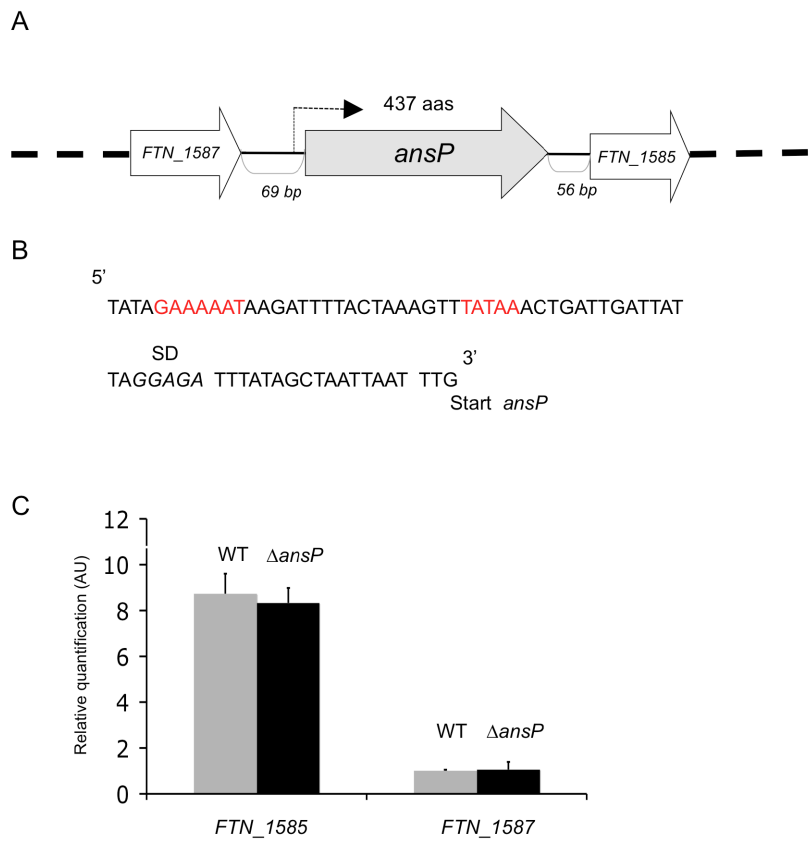 A
437 aas
FTN_1587
ansP
FTN_1585
69 bp
56 bp
B
5’
TATAGAAAAATAAGATTTTACTAAAGTTTATAAACTGATTGATTAT
SD
3’
TAGGAGA TTTATAGCTAATTAAT TTG
Start ansP
C
Relative quantification (AU)
12
10
8
6
4
2
0
WT ΔansP
WT ΔansP
FTN_1585
FTN_1587